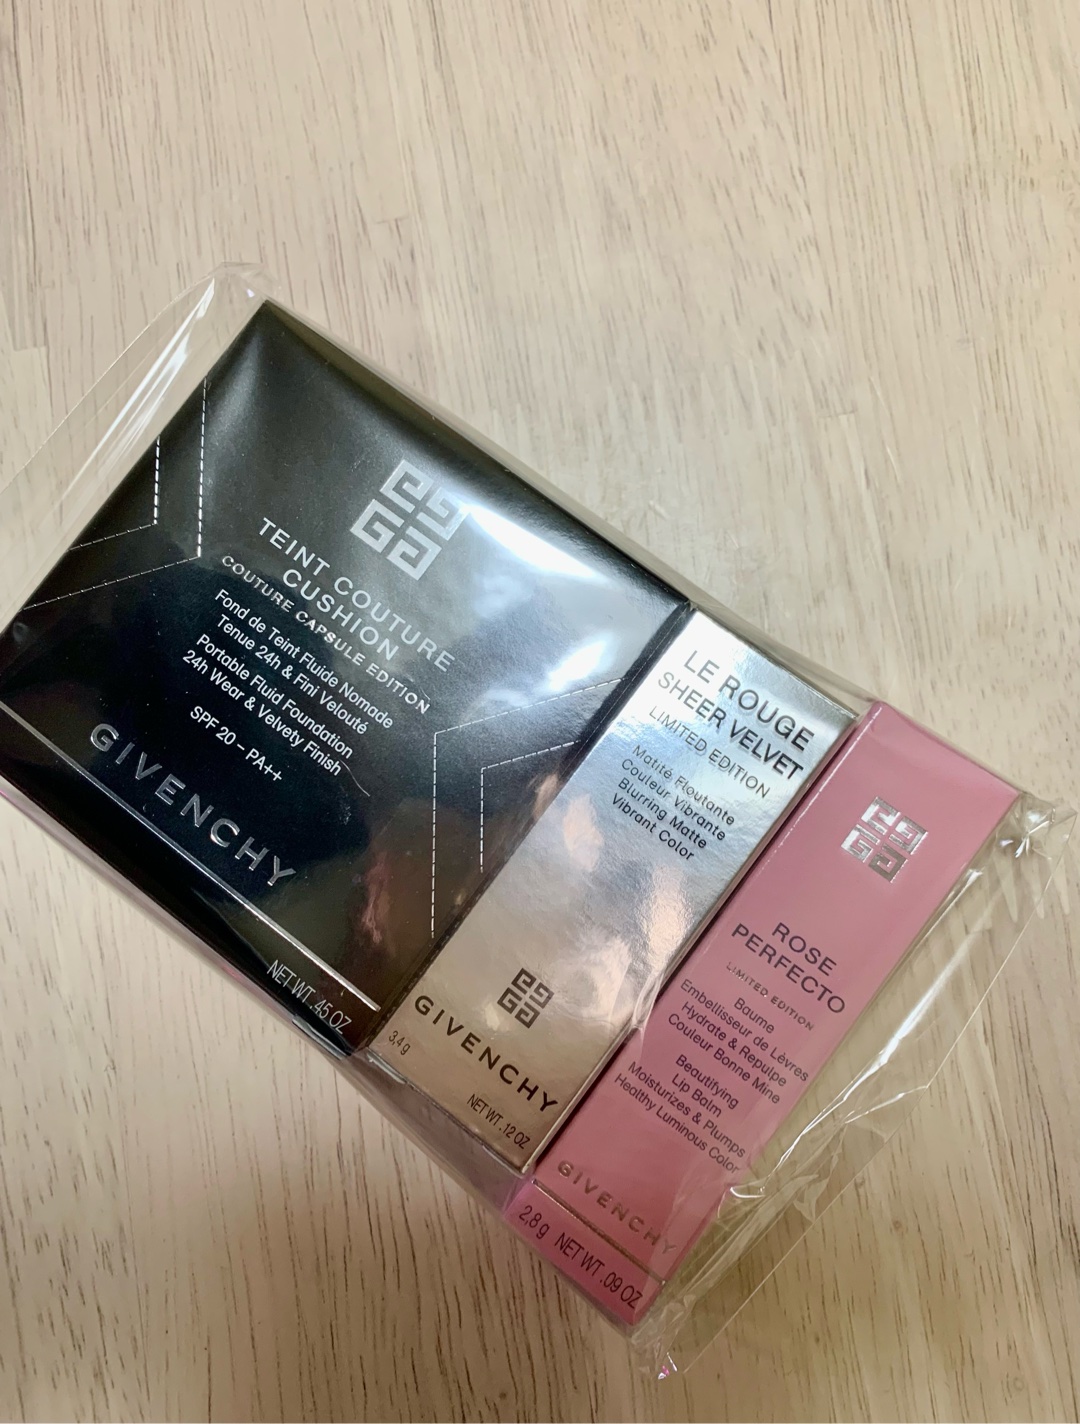 TEINT COUTURE
CUSHION
COUTURE CAPSULE EDITION
Fond de Teint Fluide Nomade
Tenue 24h & Fini Velouté
Portable Fluid Foundation
24h Wear & Velvety Finish
SPF 20 – PA++
GIVENCHY
NET WT. .45 OZ
LE ROUGE
SHEER VELVET
LIMITED EDITION
Matité Floutante
Couleur Vibrante
Blurring Matte
Vibrant Color
GIVENCHY
3,4 g
NET WT. .12 OZ
ROSE
PERFECTO
LIMITED EDITION
Baume
Embellisseur de Lèvres
Hydrate & Repulpe
Couleur Bonne Mine
Beautifying
Lip Balm
Moisturizes & Plumps
Healthy Luminous Color
GIVENCHY
2,8 g NET WT. .09 OZ